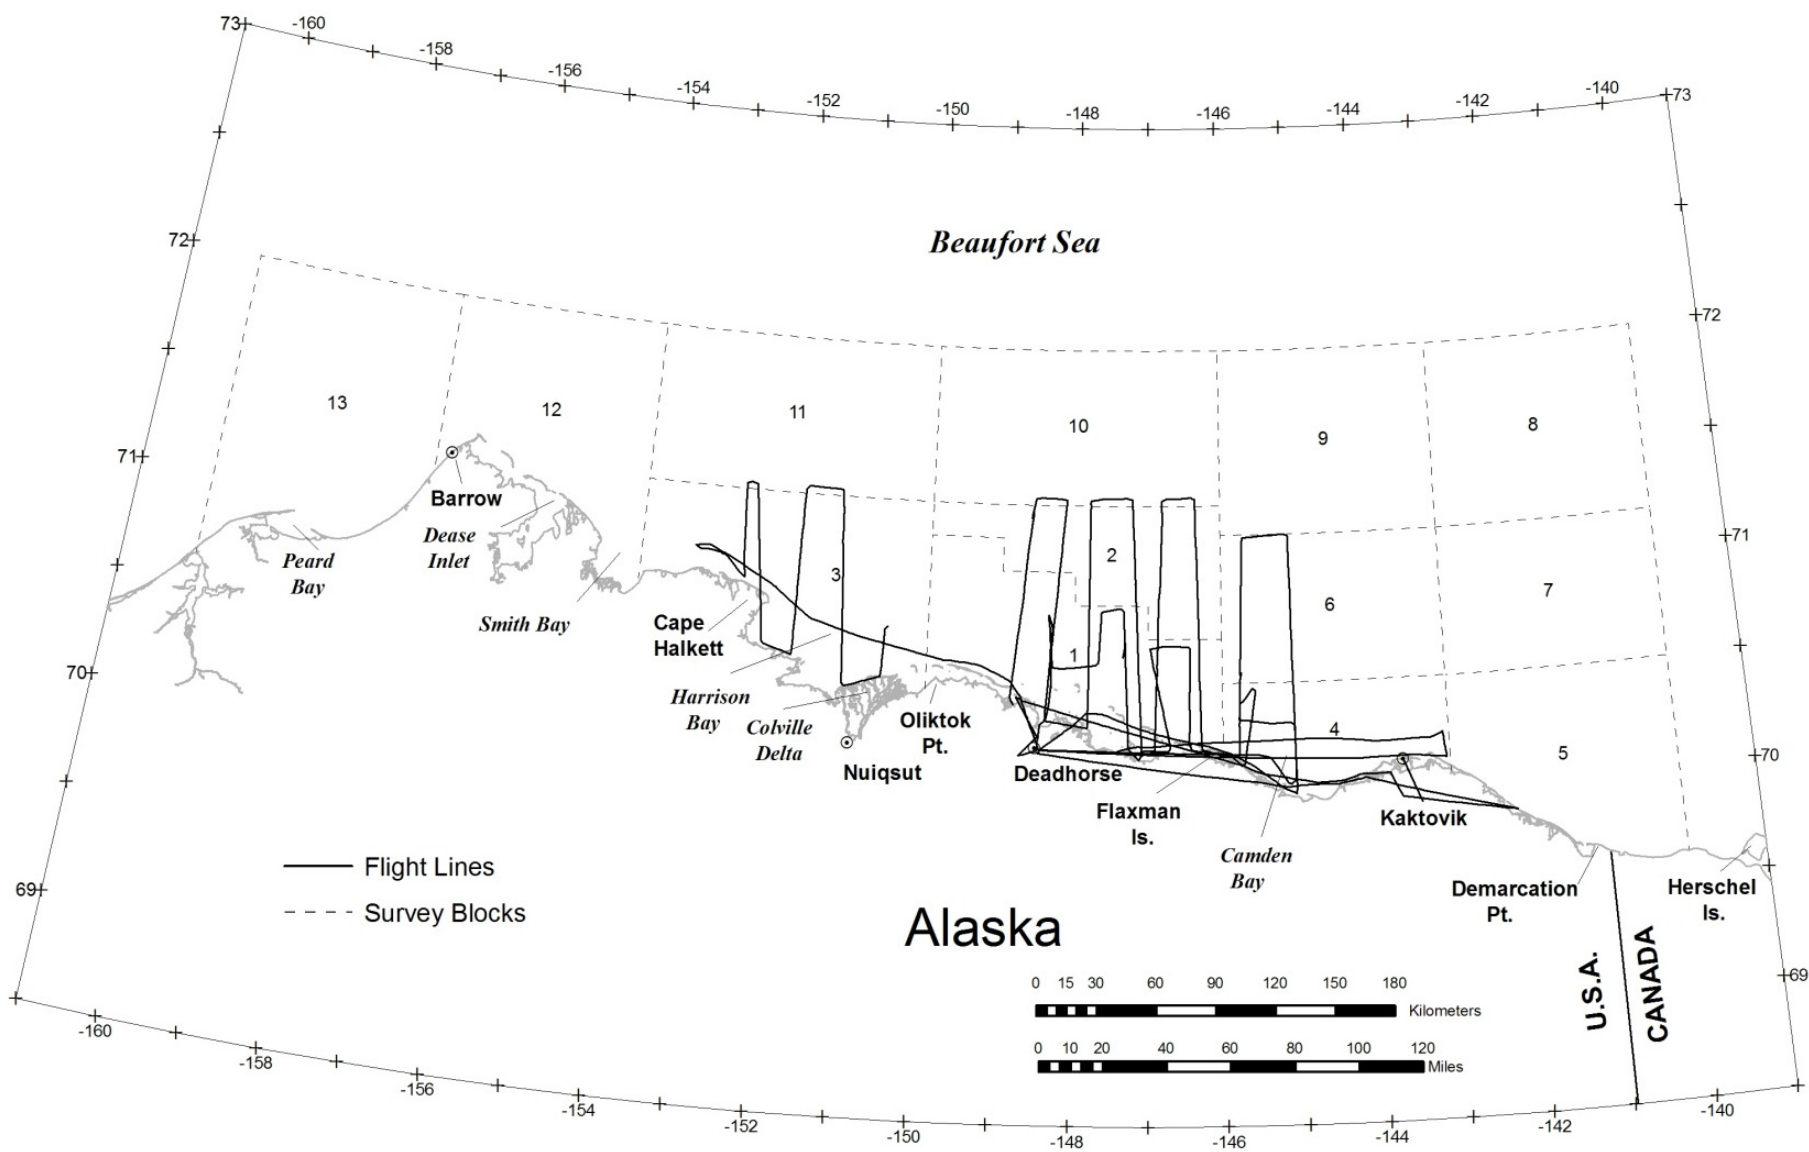 73
-160
-158
-156
-154
-152
-150
-148
-146
-144
-142
-140
73
72
Beaufort Sea
72
13
12
11
10
9
8
71
Barrow
Dease
Inlet
Peard
Bay
Smith Bay
3
2
6
7
71
Cape
Halkett
1
70
Harrison
Bay
Colville
Delta
Oliktok
Pt.
4
5
70
Nuiqsut
Deadhorse
Flaxman
Is.
Kaktovik
Camden
Bay
Flight Lines
Survey Blocks
69
Demarcation
Pt.
Herschel
Is.
Alaska
U.S.A.
CANADA
69
0 15 30 60 90 120 150 180
Kilometers
0 10 20 40 60 80 100 120
Miles
-160
-158
-156
-154
-152
-150
-148
-146
-144
-142
-140